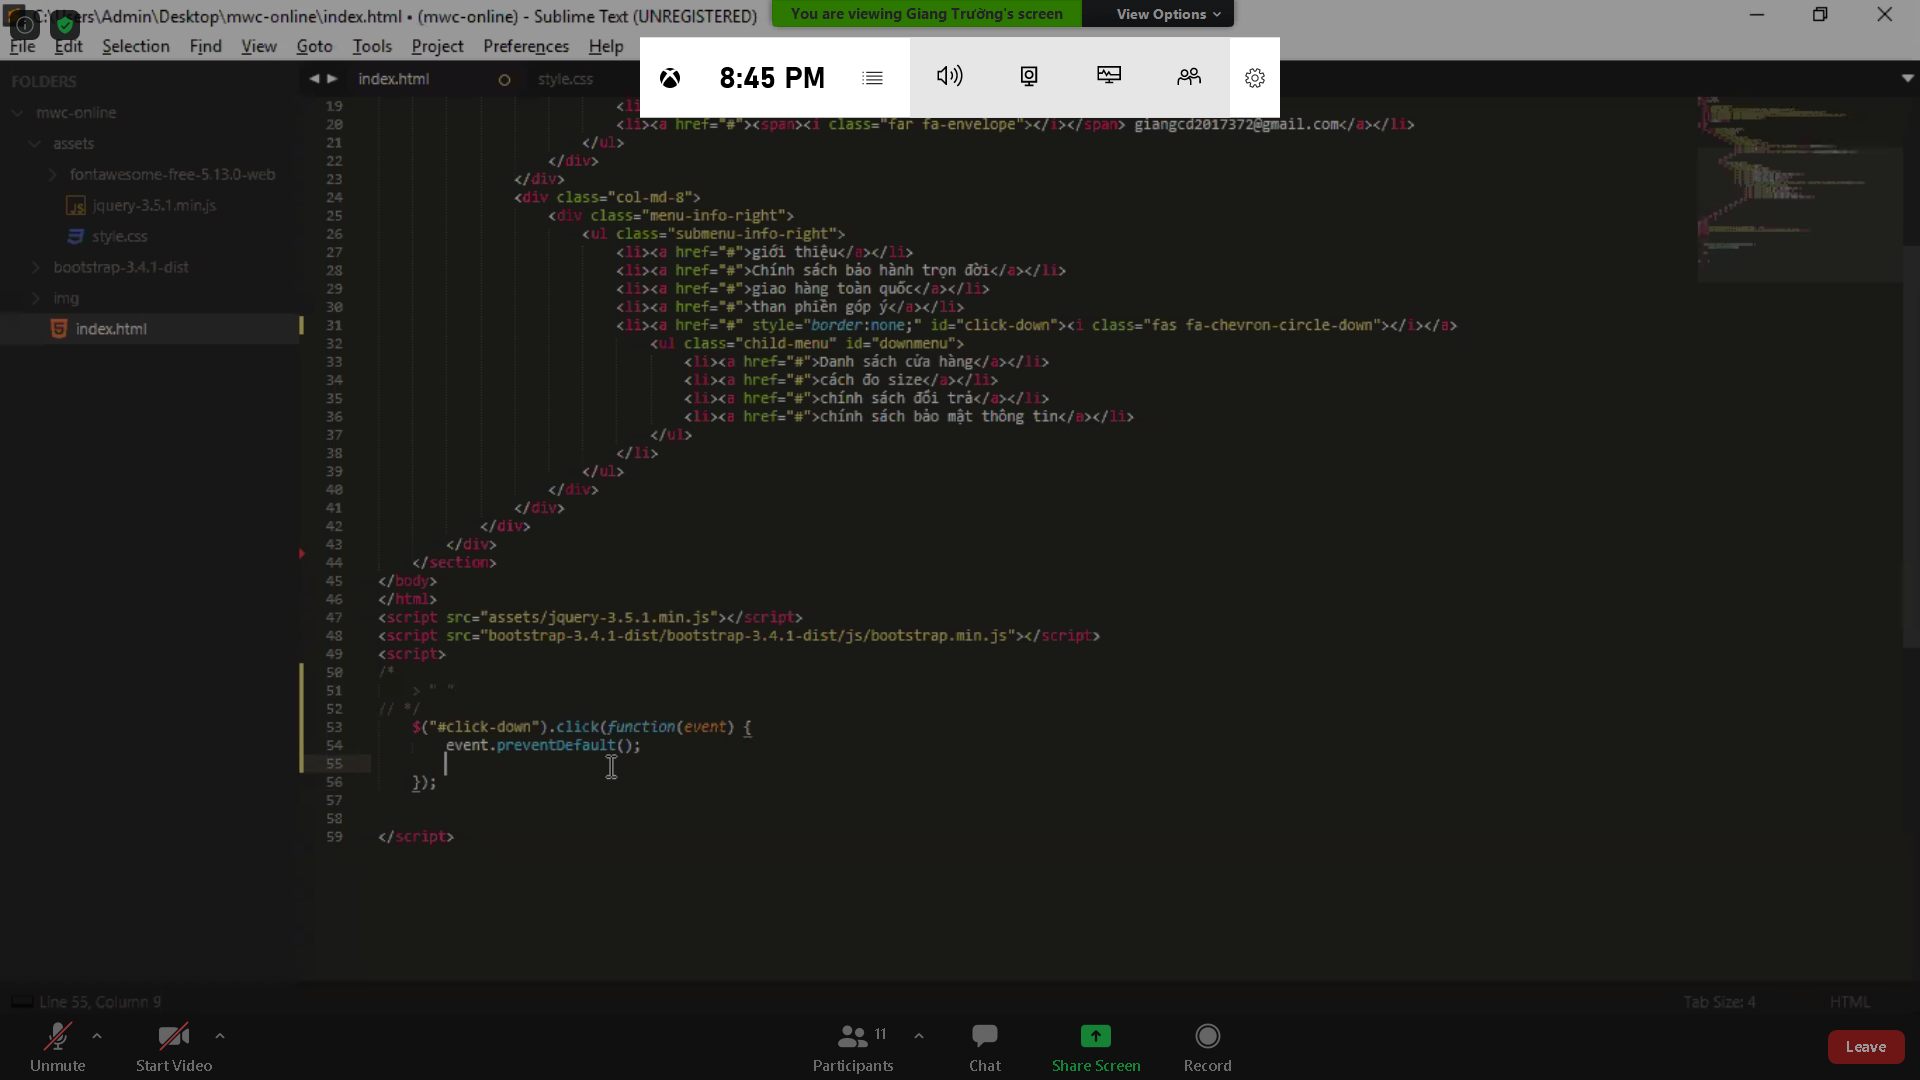 C:\Users\Admin\Desktop\mwc-online\index.html • (mwc-online) - Sublime Text (UNREGISTERED)
You are viewing Giang Trường's screen
View Options
File Edit Selection Find View Goto Tools Project Preferences Help
8:45 PM
FOLDERS
mwc-online
assets
fontawesome-free-5.13.0-web
JS jquery-3.5.1.min.js
style.css
bootstrap-3.4.1-dist
img
index.html
index.html
style.css
19 <li
20 <li><a href="#"><span><i class="far fa-envelope"></i></span> giangcd2017372@gmail.com</a></li>
21 </ul>
22 </div>
23 </div>
24 <div class="col-md-8">
25 <div class="menu-info-right">
26 <ul class="submenu-info-right">
27 <li><a href="#">giới thiệu</a></li>
28 <li><a href="#">Chính sách bảo hành trọn đời</a></li>
29 <li><a href="#">giao hàng toàn quốc</a></li>
30 <li><a href="#">than phiền góp ý</a></li>
31 <li><a href="#" style="border:none;" id="click-down"><i class="fas fa-chevron-circle-down"></i></a>
32 <ul class="child-menu" id="downmenu">
33 <li><a href="#">Danh sách cửa hàng</a></li>
34 <li><a href="#">cách đo size</a></li>
35 <li><a href="#">chính sách đổi trả</a></li>
36 <li><a href="#">chính sách bảo mật thông tin</a></li>
37 </ul>
38 </li>
39 </ul>
40 </div>
41 </div>
42 </div>
43 </div>
44 </section>
45 </body>
46 </html>
47 <script src="assets/jquery-3.5.1.min.js"></script>
48 <script src="bootstrap-3.4.1-dist/bootstrap-3.4.1-dist/js/bootstrap.min.js"></script>
49 <script>
50 /*
51 > " "
52 // */
53 $("#click-down").click(function(event) {
54 event.preventDefault();
55
56 });
57
58
59 </script>
Line 55, Column 9
Tab Size: 4
HTML
Unmute
Start Video
11
Participants
Chat
Share Screen
Record
Leave